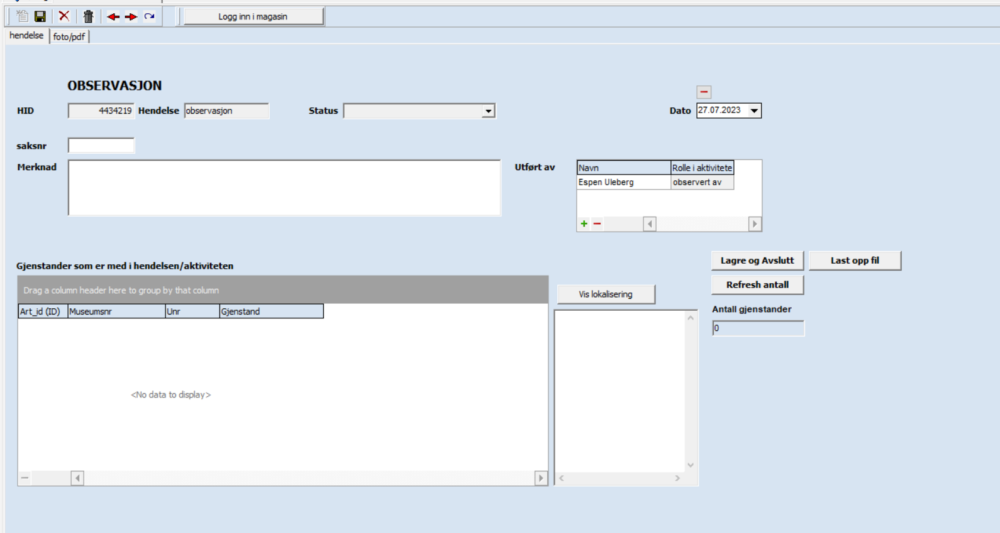 Logg inn i magasin
hendelse foto/pdf
OBSERVASJON
HID 4434219 Hendelse observasjon Status Dato 27.07.2023
saksnr
Merknad Utført av Navn Rolle i aktivitete
Espen Uleberg observert av
Gjenstander som er med i hendelsen/aktiviteten
Lagre og Avslutt Last opp fil
Refresh antall
Drag a column header here to group by that column
Vis lokalisering
Art_id (ID) Museumsnr Unr Gjenstand
Antall gjenstander
0
<No data to display>